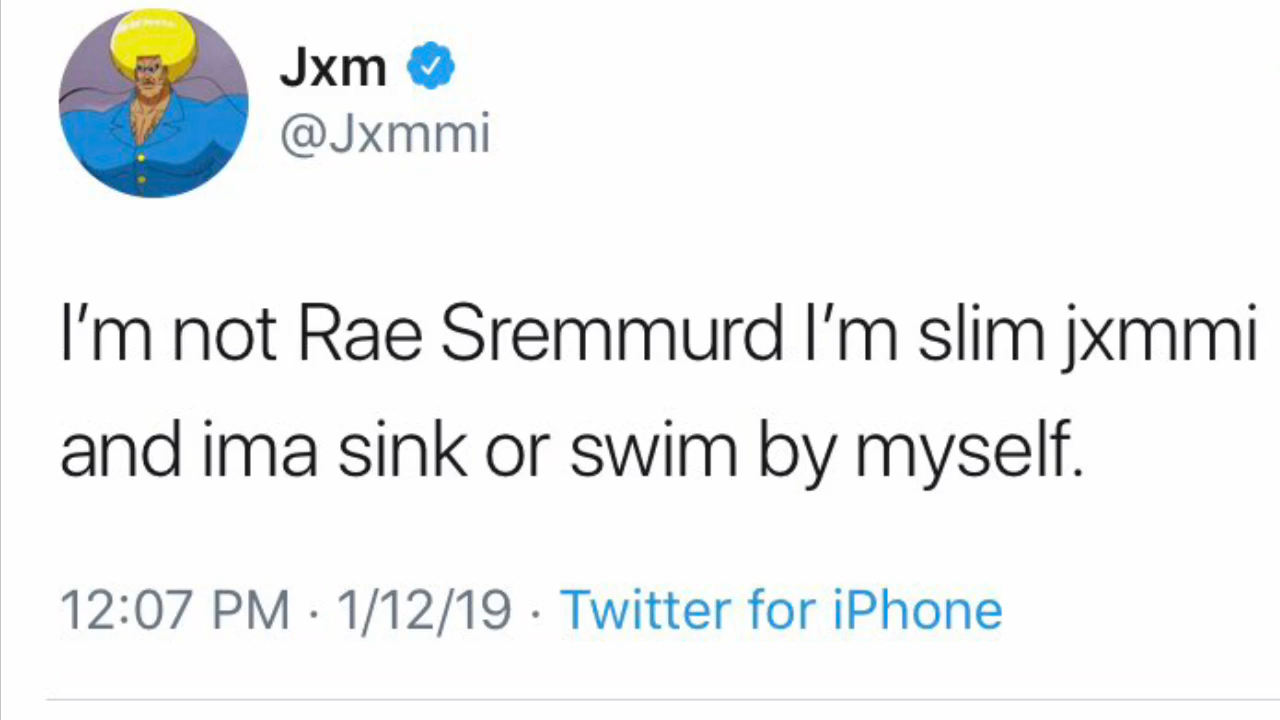 Jxm
@Jxmmi
I'm not Rae Sremmurd I'm slim jxmmi
and ima sink or swim by myself.
12:07 PM · 1/12/19 · Twitter for iPhone